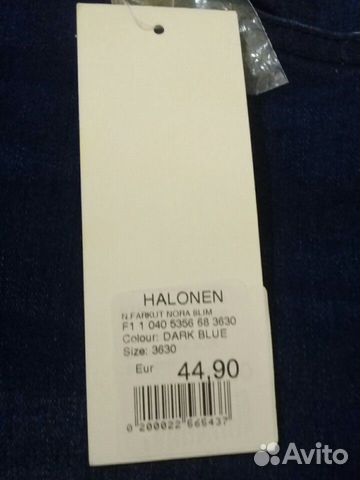 HALONEN
N.FARKUT NORA SLIM
F1 1 040 5356 68 3630
Colour: DARK BLUE
Size: 3630
Eur 44,90
0 200022 565437
Avito